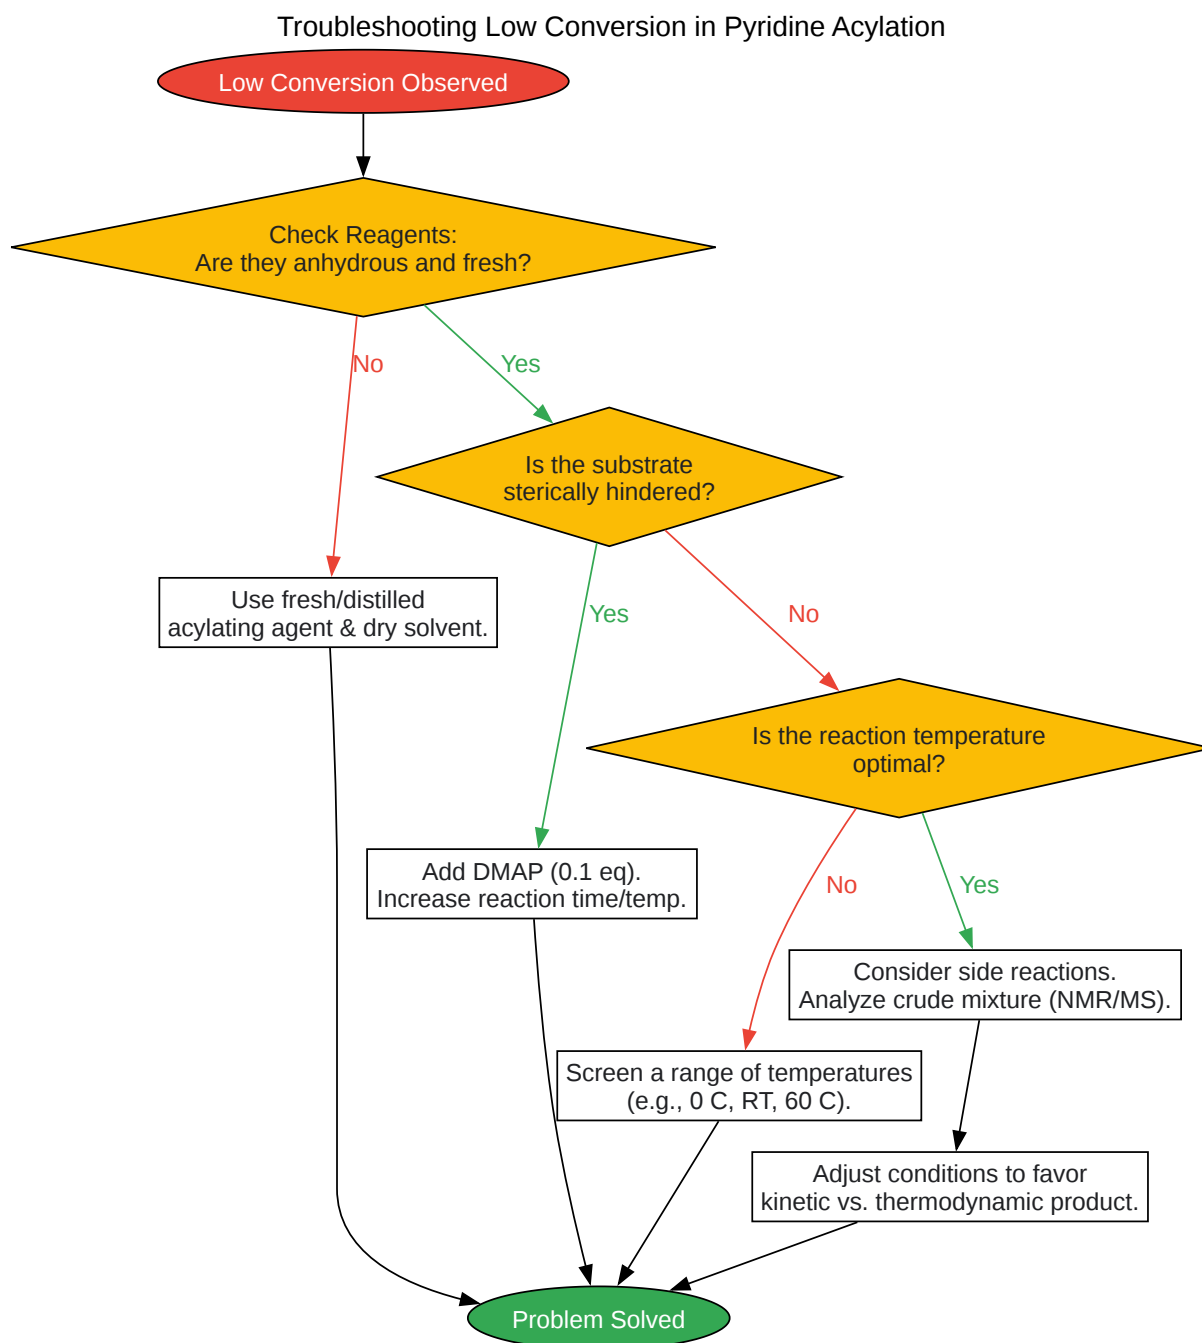 Troubleshooting Low Conversion in Pyridine Acylation
Low Conversion Observed
Check Reagents:
Are they anhydrous and fresh?
No
Yes
Is the substrate
sterically hindered?
Use fresh/distilled
acylating agent & dry solvent.
Yes
No
Is the reaction temperature
optimal?
Add DMAP (0.1 eq).
Increase reaction time/temp.
No
Yes
Consider side reactions.
Analyze crude mixture (NMR/MS).
Screen a range of temperatures
(e.g., 0 C, RT, 60 C).
Adjust conditions to favor
kinetic vs. thermodynamic product.
Problem Solved